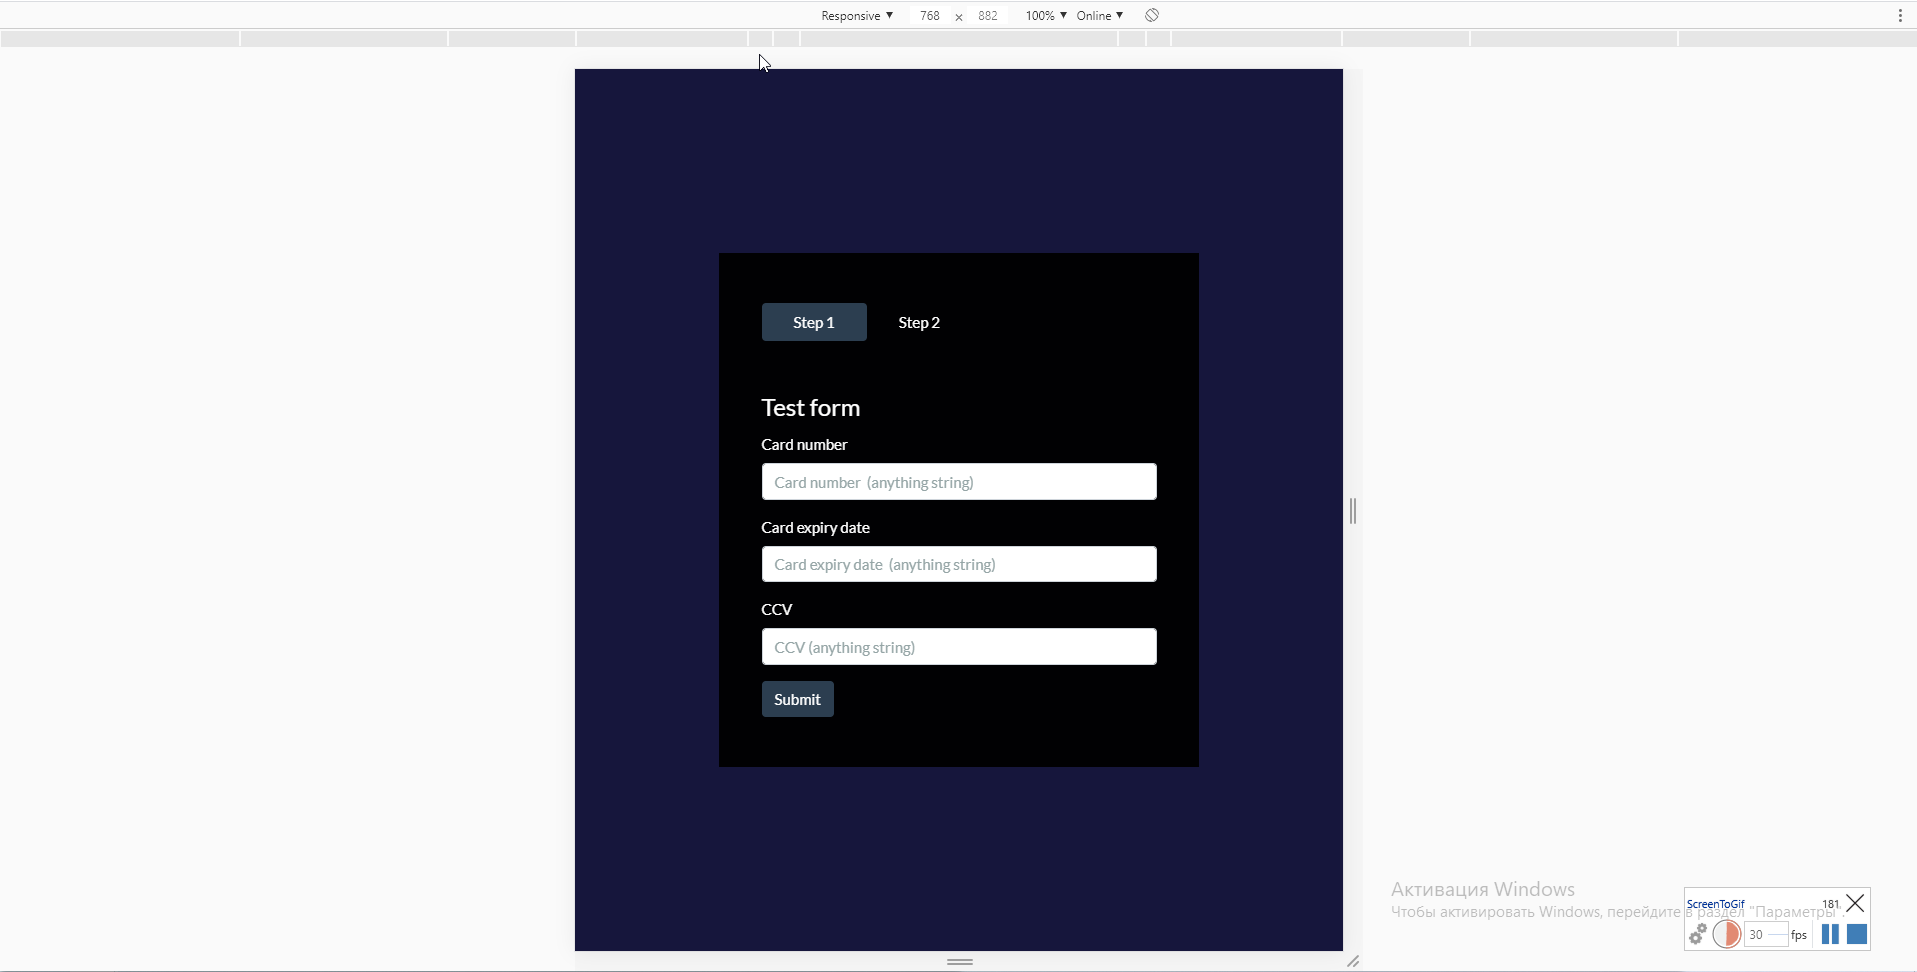 Responsive ▼ 768 × 882 100% ▼ Online ▼
Step 1 Step 2
Test form
Card number
Card number (anything string)
Card expiry date
Card expiry date (anything string)
CCV
CCV (anything string)
Submit
Активация Windows
Чтобы активировать Windows, перейдите в раздел "Параметры".
ScreenToGif 181
30 fps